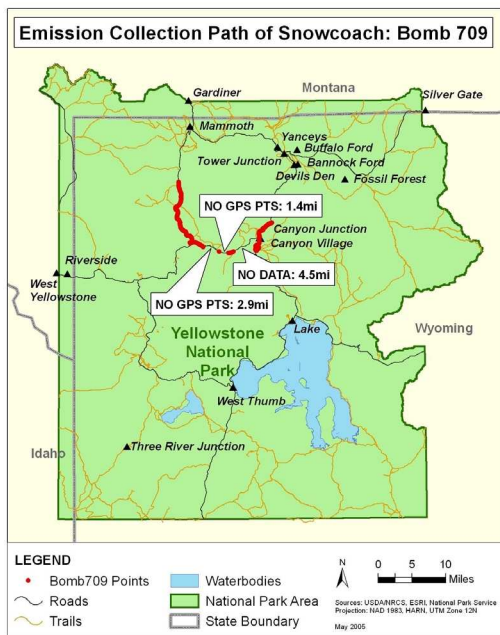 Emission Collection Path of Snowcoach: Bomb 709
Gardiner
Montana
Silver Gate
Mammoth
Yanceys
Buffalo Ford
Tower Junction
Bannock Ford
Devils Den
Fossil Forest
NO GPS PTS: 1.4mi
Canyon Junction
Canyon Village
Riverside
NO DATA: 4.5mi
West
Yellowstone
NO GPS PTS: 2.9mi
Lake
Wyoming
Yellowstone
National
Park
West Thumb
Idaho
Three River Junction
LEGEND
Bomb709 Points
Roads
Trails
Waterbodies
National Park Area
State Boundary
N
0 5 10
Miles
Sources: USDA/NRCS, ESRI, National Park Service
Projection: NAD 1983, HARN, UTM Zone 12N
May 2005